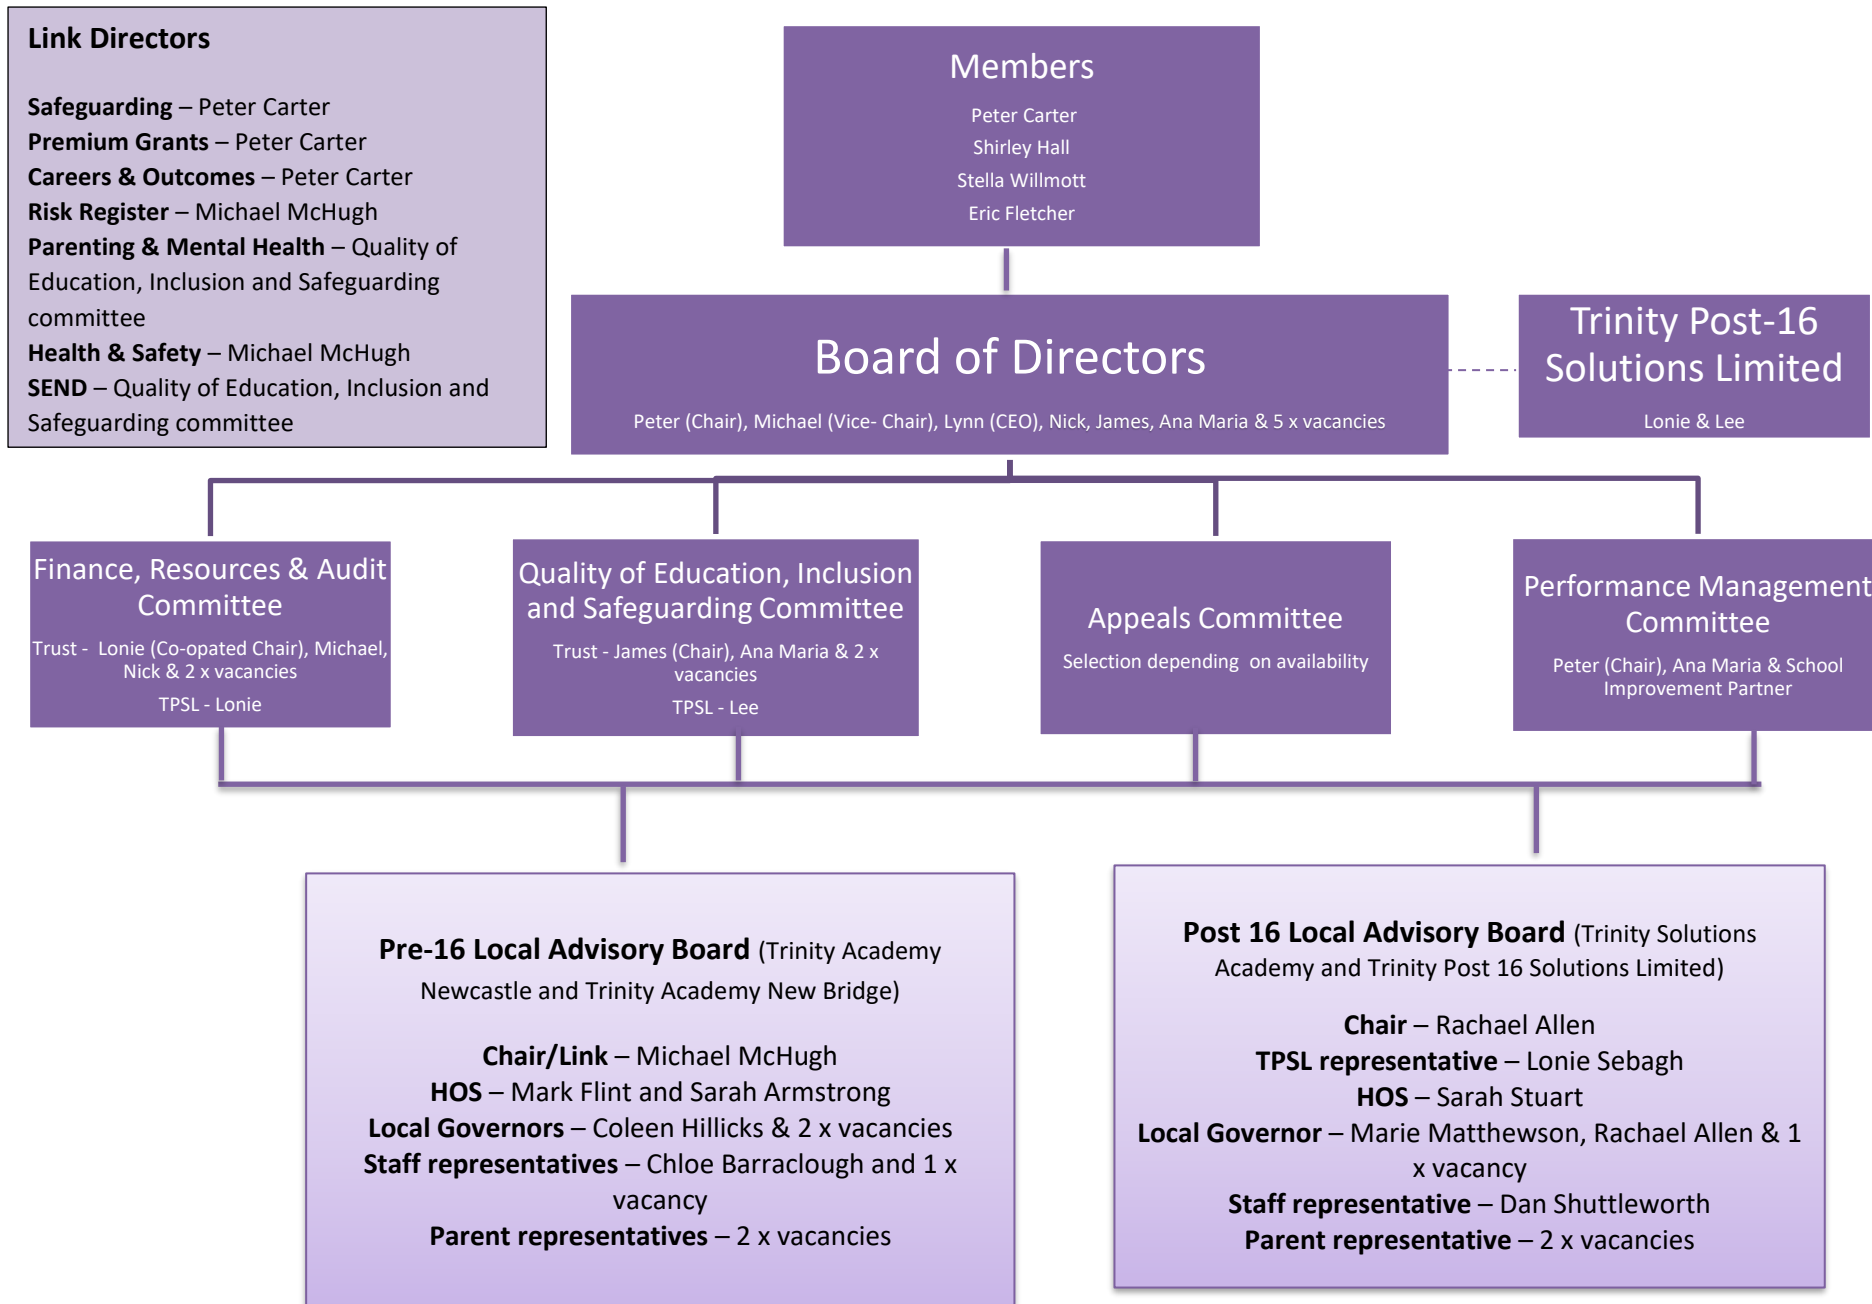 Link Directors
Safeguarding – Peter Carter
Premium Grants – Peter Carter
Careers & Outcomes – Peter Carter
Risk Register – Michael McHugh
Parenting & Mental Health – Quality of
Education, Inclusion and Safeguarding
committee
Health & Safety – Michael McHugh
SEND – Quality of Education, Inclusion and
Safeguarding committee
Members
Peter Carter
Shirley Hall
Stella Willmott
Eric Fletcher
Board of Directors
Peter (Chair), Michael (Vice- Chair), Lynn (CEO), Nick, James, Ana Maria & 5 x vacancies
Trinity Post-16
Solutions Limited
Lonie & Lee
Finance, Resources & Audit
Committee
Trust - Lonie (Co-opated Chair), Michael,
Nick & 2 x vacancies
TPSL - Lonie
Quality of Education, Inclusion
and Safeguarding Committee
Trust - James (Chair), Ana Maria & 2 x
vacancies
TPSL - Lee
Appeals Committee
Selection depending on availability
Performance Management
Committee
Peter (Chair), Ana Maria & School
Improvement Partner
Pre-16 Local Advisory Board (Trinity Academy
Newcastle and Trinity Academy New Bridge)
Chair/Link – Michael McHugh
HOS – Mark Flint and Sarah Armstrong
Local Governors – Coleen Hillicks & 2 x vacancies
Staff representatives – Chloe Barraclough and 1 x
vacancy
Parent representatives – 2 x vacancies
Post 16 Local Advisory Board (Trinity Solutions
Academy and Trinity Post 16 Solutions Limited)
Chair – Rachael Allen
TPSL representative – Lonie Sebagh
HOS – Sarah Stuart
Local Governor – Marie Matthewson, Rachael Allen & 1
x vacancy
Staff representative – Dan Shuttleworth
Parent representative – 2 x vacancies